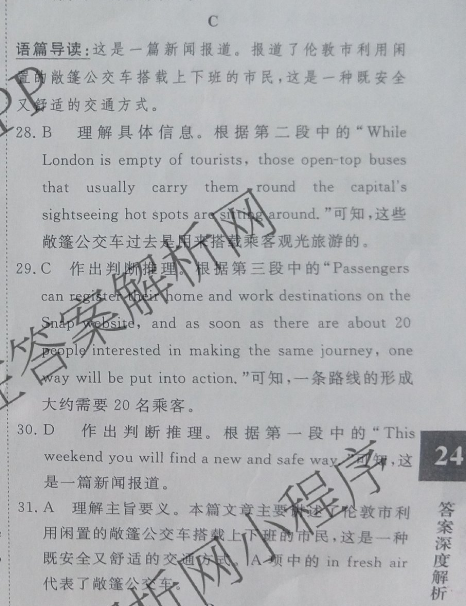 C
语篇导读:这是一篇新闻报道。报道了伦敦市利用闲
置的敞篷公交车搭载上下班的市民,这是一种既安全
又舒适的交通方式。
28. B 理解具体信息。根据第二段中的“While
London is empty of tourists, those open-top buses
that usually carry them round the capital's
sightseeing hot spots are sitting around.”可知,这些
敞篷公交车过去是用来搭载乘客观光旅游的。
29. C 作出判断推理。根据第三段中的“Passengers
can register their home and work destinations on the
Snap website, and as soon as there are about 20
people interested in making the same journey, one
way will be put into action.”可知,一条路线的形成
大约需要 20 名乘客。
30. D 作出判断推理。根据第一段中的“This
weekend you will find a new and safe way.”可知,这
是一篇新闻报道。
31. A 理解主旨要义。本篇文章主要讲述了伦敦市利
用闲置的敞篷公交车搭载上下班的市民,这是一种
既安全又舒适的交通方式。A 项中的 in fresh air
代表了敞篷公交车。
24
答案深度解析
APP
答案解析网
析网小程序